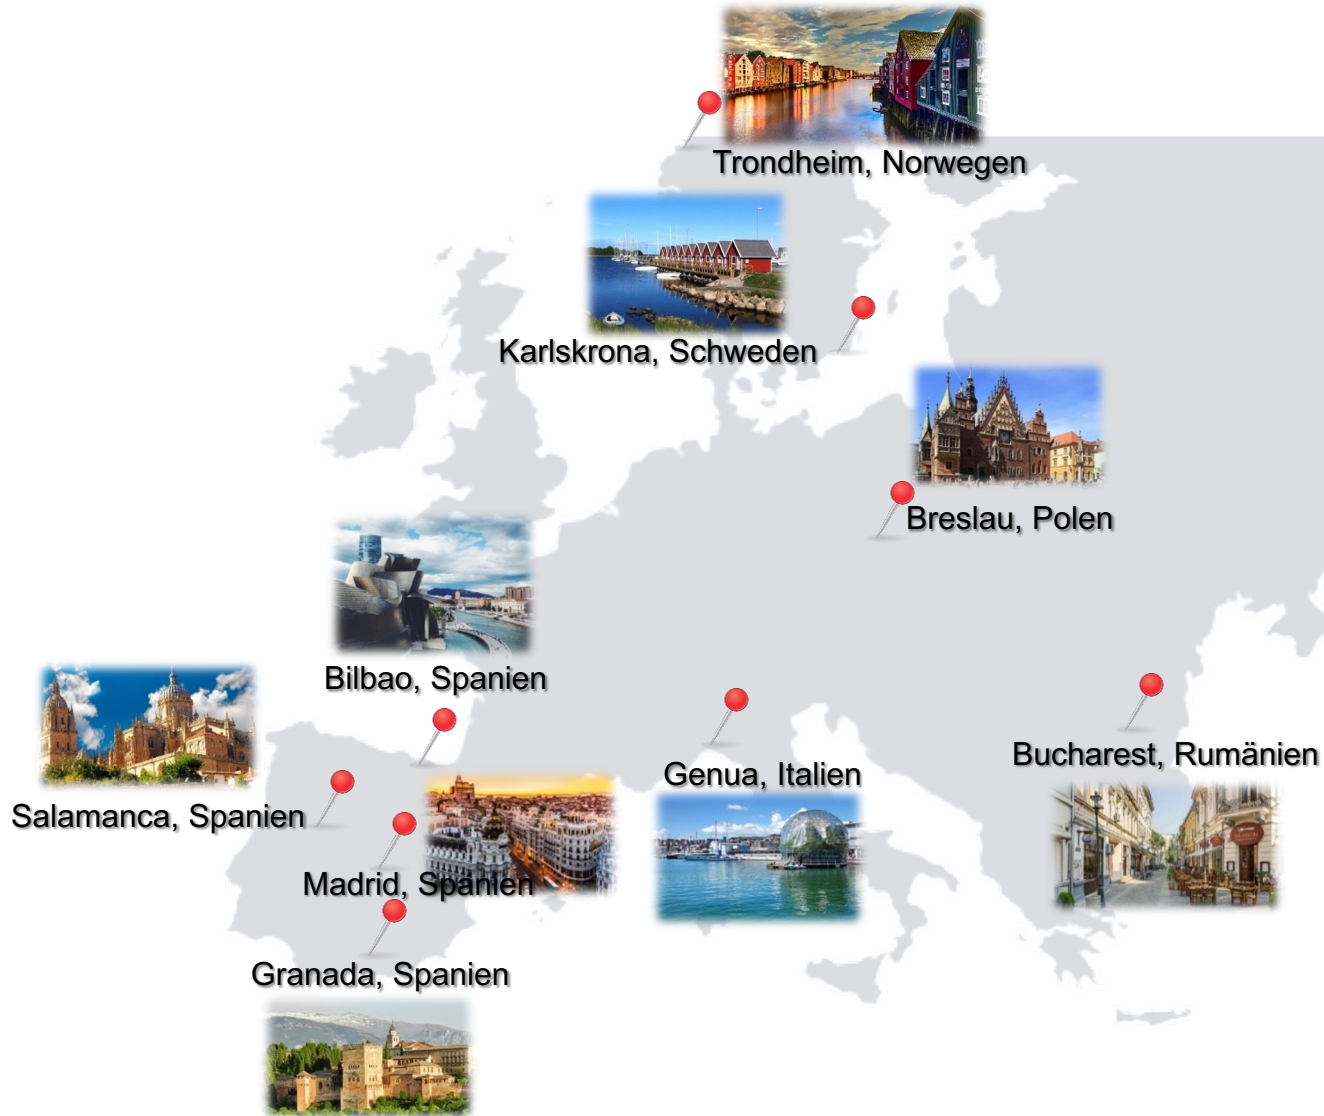 Trondheim, Norwegen
Karlskrona, Schweden
Breslau, Polen
Bilbao, Spanien
Bucharest, Rumänien
Genua, Italien
Salamanca, Spanien
Madrid, Spanien
Granada, Spanien